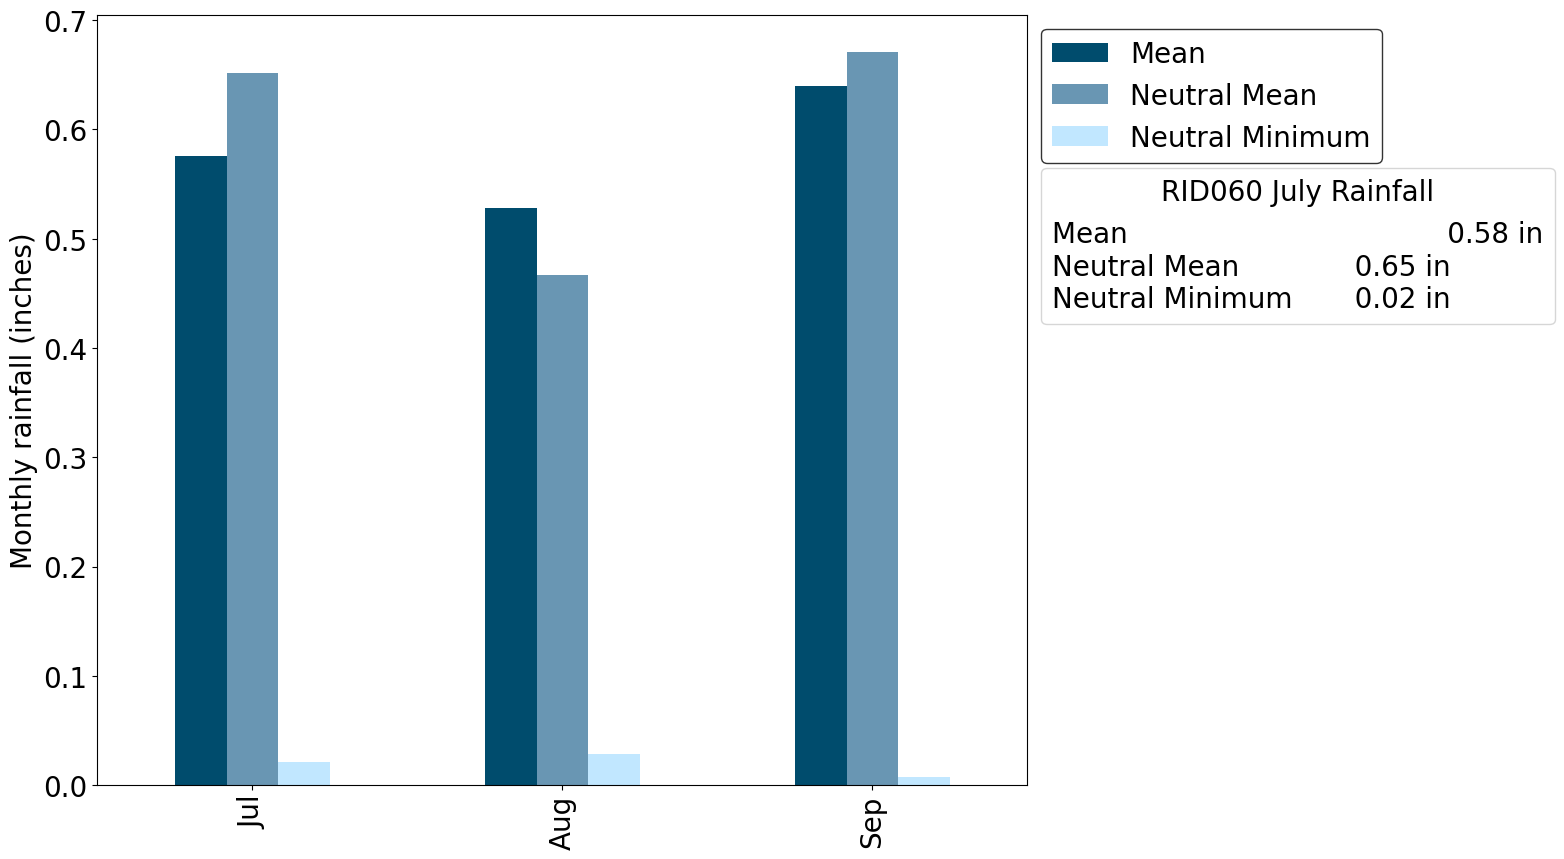 0.7
0.6
0.5
0.4
0.3
0.2
0.1
0.0
Monthly rainfall (inches)
Jul
Aug
Sep
Mean
Neutral Mean
Neutral Minimum
RID060 July Rainfall
Mean 0.58 in
Neutral Mean 0.65 in
Neutral Minimum 0.02 in